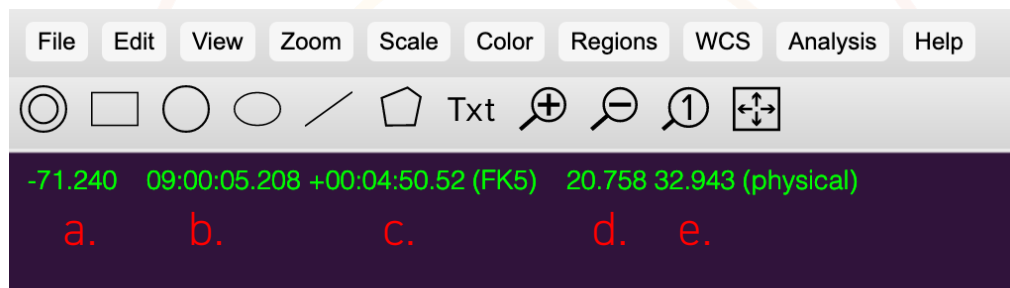 File Edit View Zoom Scale Color Regions WCS Analysis Help
Txt 1
-71.240 09:00:05.208 +00:04:50.52 (FK5) 20.758 32.943 (physical)
a. b. c. d. e.